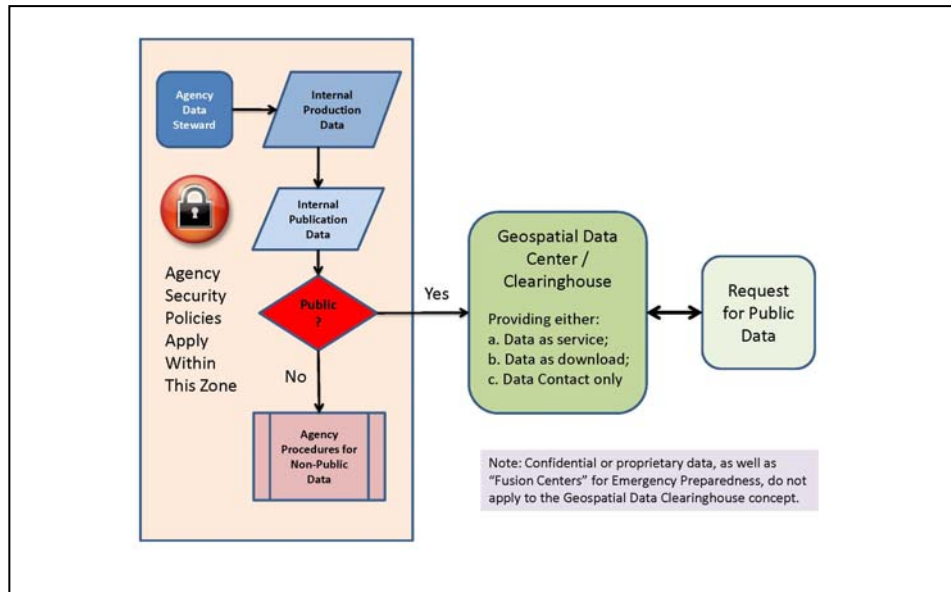 Agency
Data
Steward
Internal
Production
Data
Internal
Publication
Data
Agency
Security
Policies
Apply
Within
This Zone
Public
?
Yes
No
Agency
Procedures for
Non-Public
Data
Geospatial Data
Center /
Clearinghouse
Providing either:
a. Data as service;
b. Data as download;
c. Data Contact only
Request
for Public
Data
Note: Confidential or proprietary data, as well as
“Fusion Centers” for Emergency Preparedness, do not
apply to the Geospatial Data Clearinghouse concept.